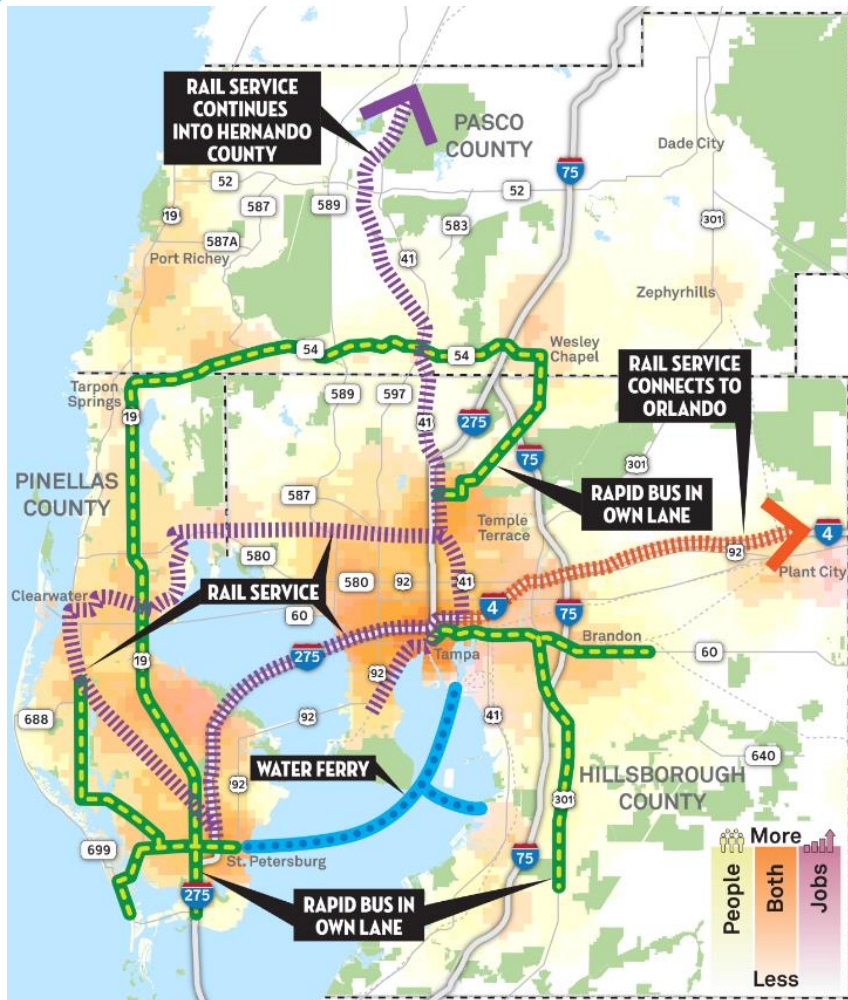 RAIL SERVICE
CONTINUES
INTO HERNANDO
COUNTY
PASCO
COUNTY
Dade City
75
52
52
19
587
589
301
587A
583
41
Port Richey
Zephyrhills
54
54
Wesley
Chapel
RAIL SERVICE
CONNECTS TO
ORLANDO
Tarpon
Springs
589
597
19
41
275
75
301
PINELLAS
COUNTY
587
RAPID BUS IN
OWN LANE
Temple
Terrace
4
580
92
Plant City
580
92
41
Clearwater
RAIL SERVICE
4
75
60
Brandon
275
Tampa
60
19
92
688
92
41
640
WATER FERRY
HILLSBOROUGH
COUNTY
92
301
699
St. Petersburg
75
275
RAPID BUS IN
OWN LANE
More
People
Both
Jobs
Less